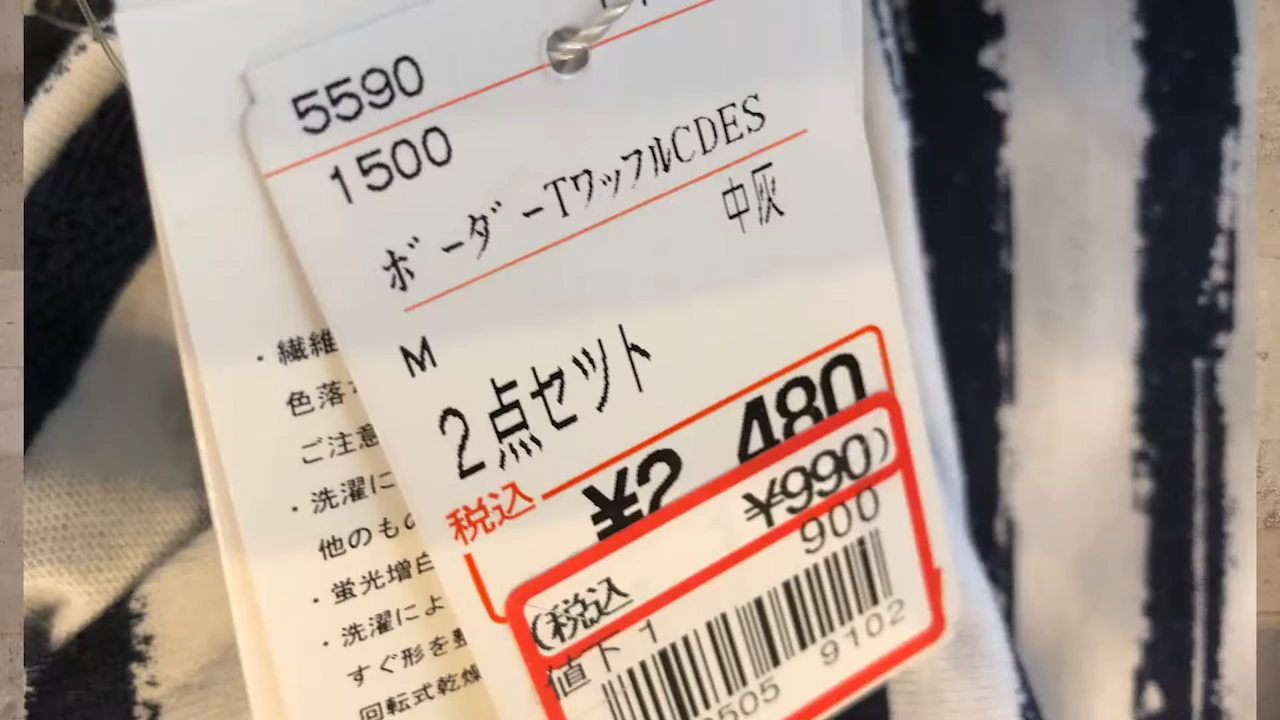 5590
1500
ボーダーTワッフルCDES
中灰
M
2点セット
税込 ¥2,480
(税込 ¥990)
900
値下 1
9102
505
・繊維
色落
ご注意
・洗濯に
他のもの
・蛍光増白
・洗濯によ
すぐ形を整
回転式乾燥